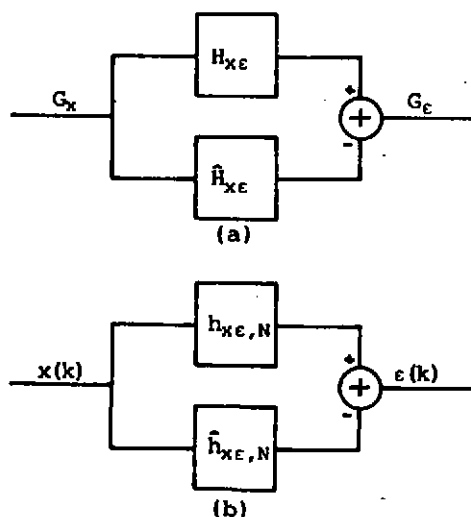 H_xε
G_x
+
+
G_ε
-
Ĥ_xε
(a)
h_xε,N
x(k)
+
+
ε(k)
-
ĥ_xε,N
(b)